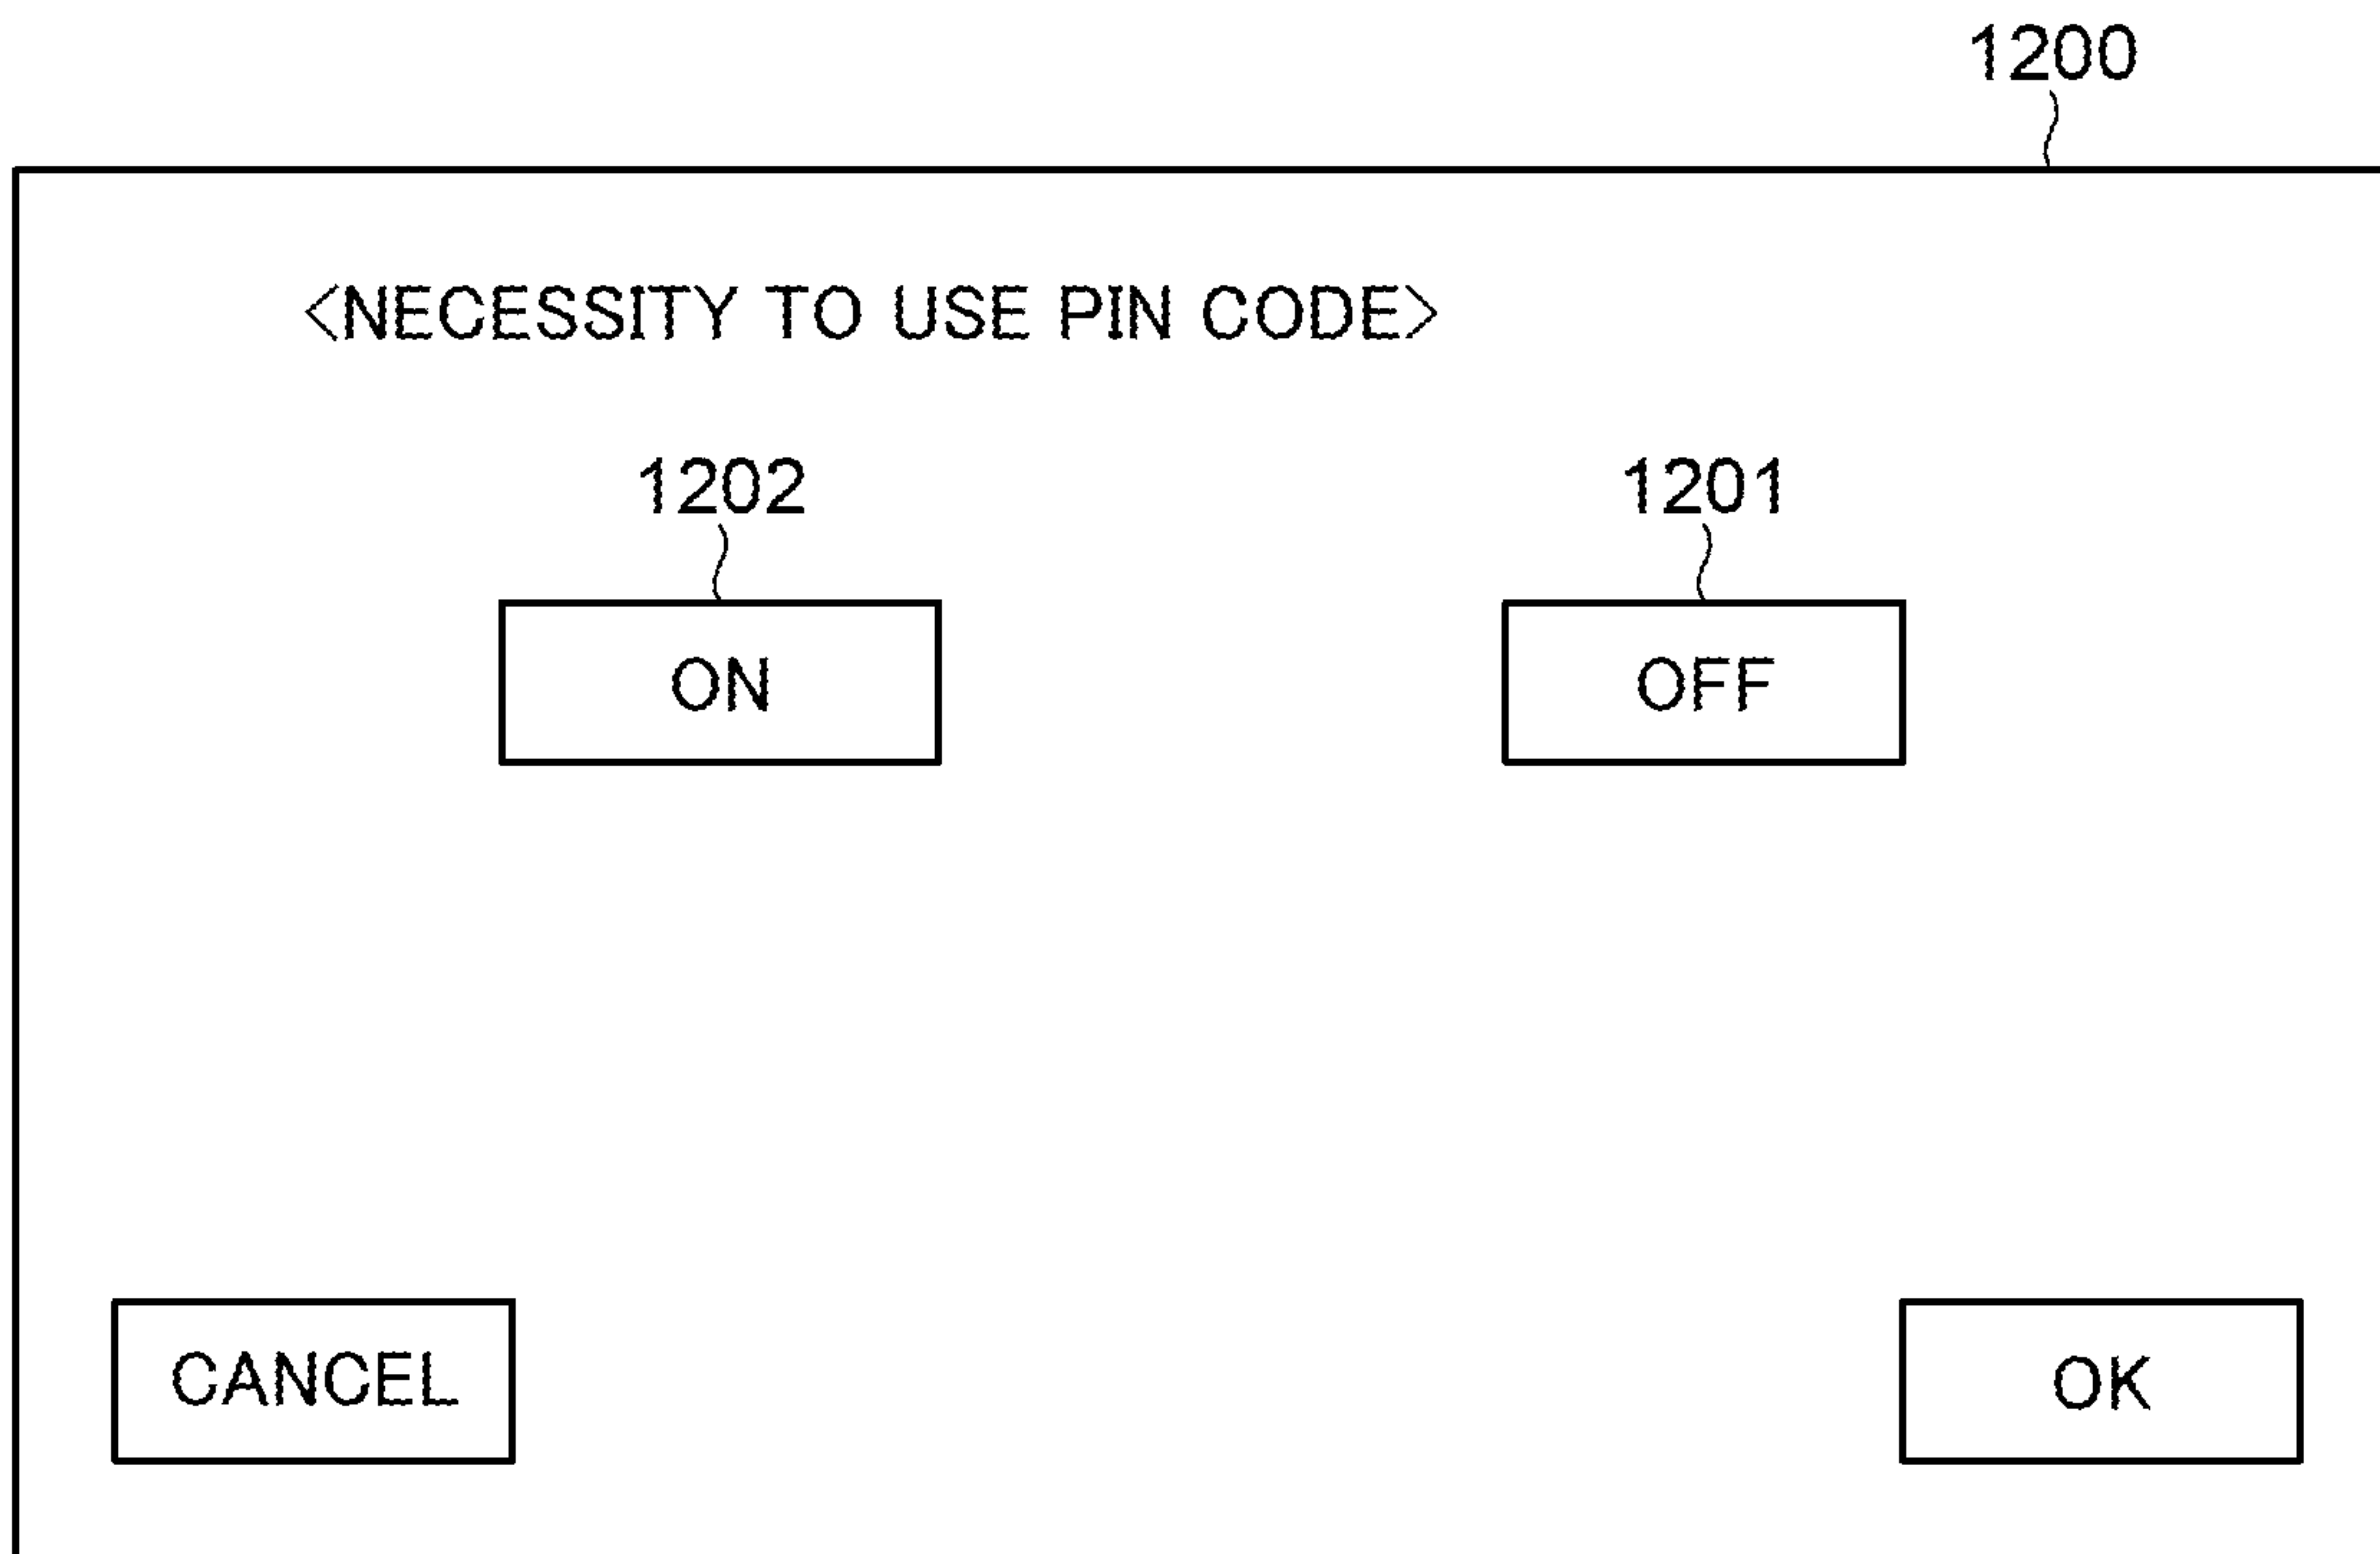 1200
<NECESSITY TO USE PIN CODE>
1202 1201
ON OFF
CANCEL OK